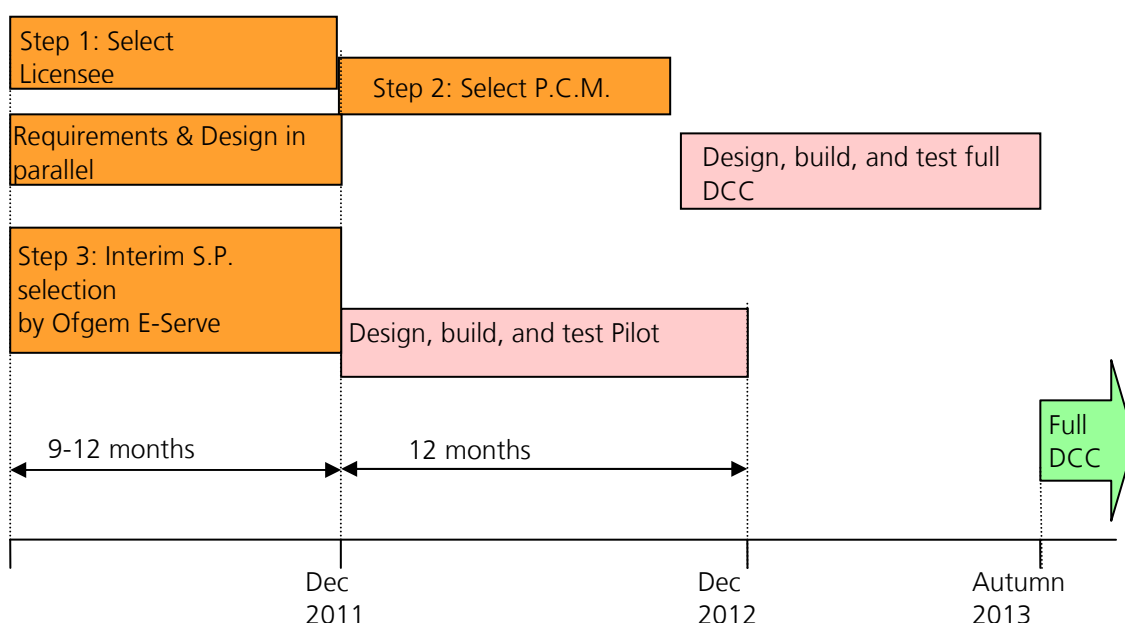 Step 1: Select
Licensee
Step 2: Select P.C.M.
Requirements & Design in
parallel
Design, build, and test full
DCC
Step 3: Interim S.P.
selection
by Ofgem E-Serve
Design, build, and test Pilot
Full
DCC
9-12 months
12 months
Dec
2011
Dec
2012
Autumn
2013